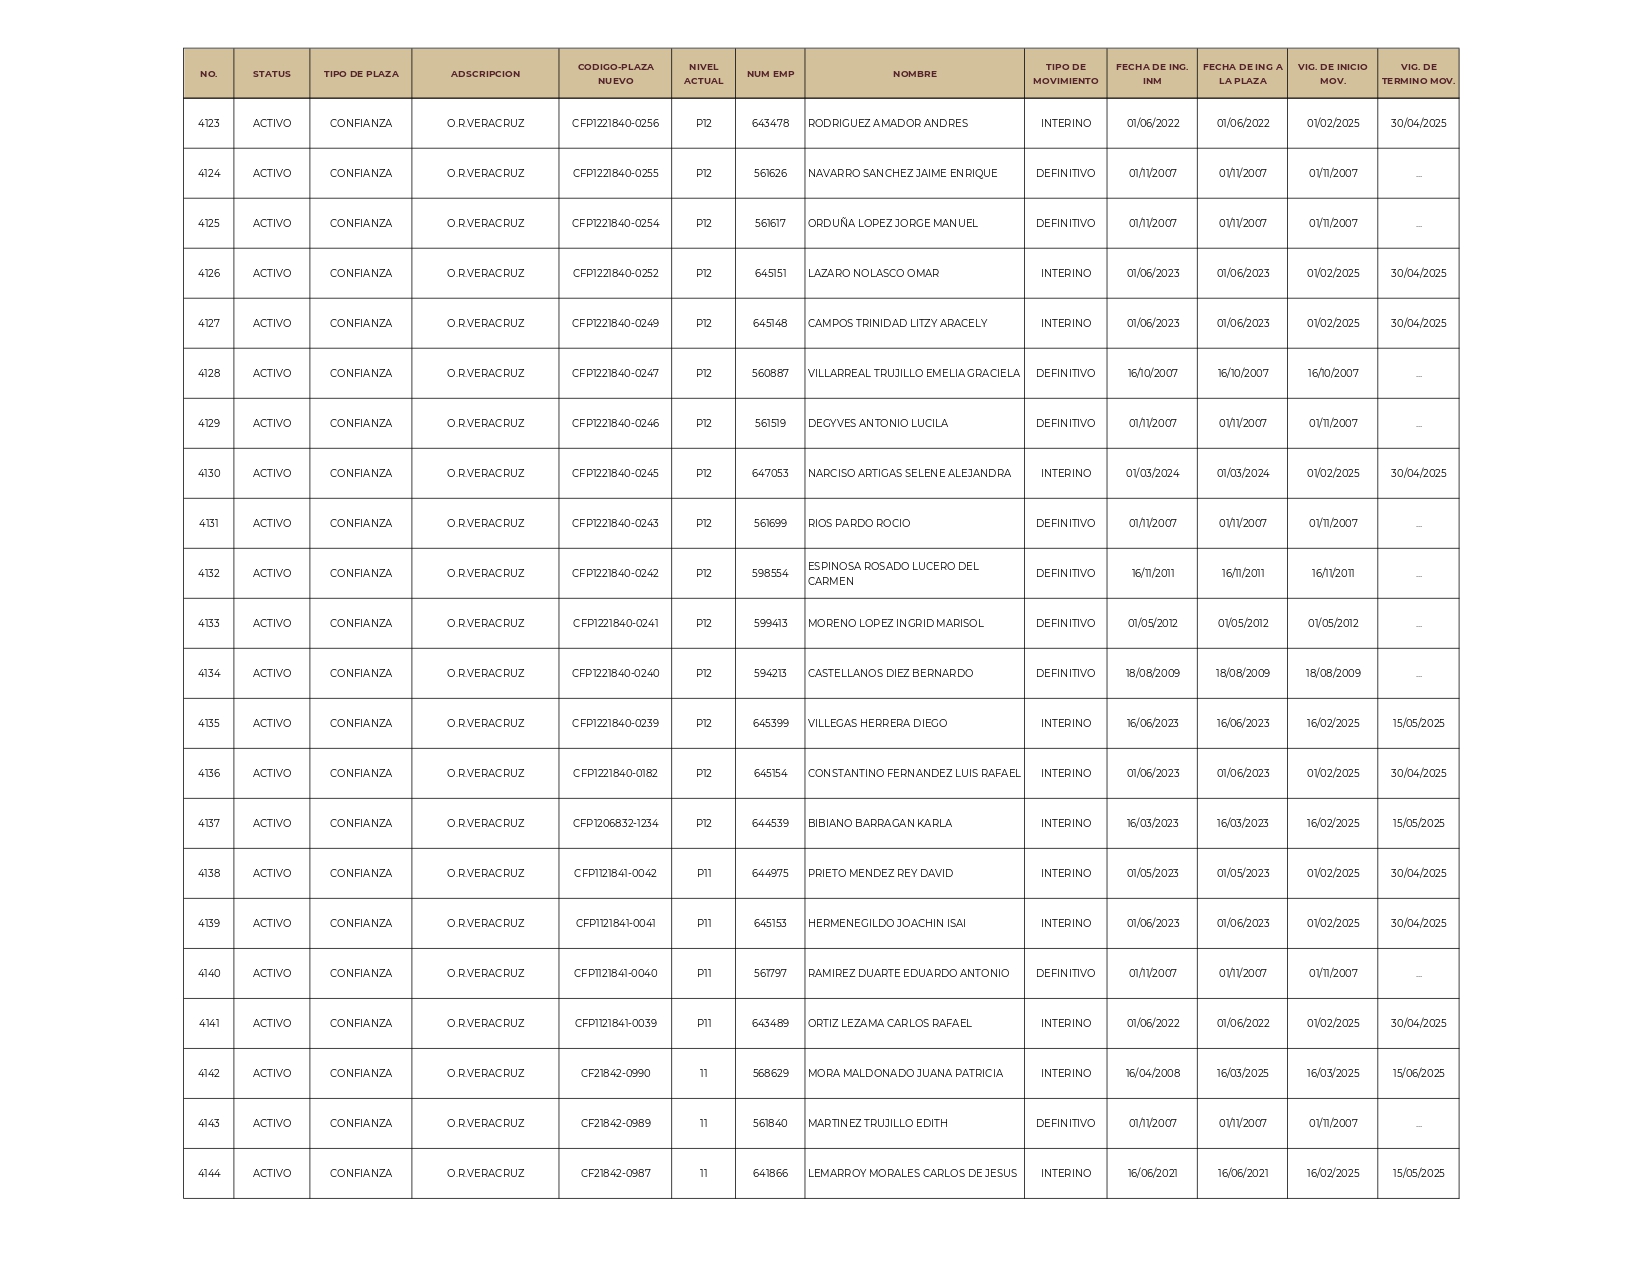 NO. STATUS TIPO DE PLAZA ADSCRIPCION CODIGO-PLAZA NUEVO NIVEL ACTUAL NUM EMP NOMBRE TIPO DE MOVIMIENTO FECHA DE ING. INM FECHA DE ING A LA PLAZA VIG. DE INICIO MOV. VIG. DE TERMINO MOV.
4123 ACTIVO CONFIANZA O.R.VERACRUZ CFP1221840-0256 P12 643478 RODRIGUEZ AMADOR ANDRES INTERINO 01/06/2022 01/06/2022 01/02/2025 30/04/2025
4124 ACTIVO CONFIANZA O.R.VERACRUZ CFP1221840-0255 P12 561626 NAVARRO SANCHEZ JAIME ENRIQUE DEFINITIVO 01/11/2007 01/11/2007 01/11/2007 ...
4125 ACTIVO CONFIANZA O.R.VERACRUZ CFP1221840-0254 P12 561617 ORDUÑA LOPEZ JORGE MANUEL DEFINITIVO 01/11/2007 01/11/2007 01/11/2007 ...
4126 ACTIVO CONFIANZA O.R.VERACRUZ CFP1221840-0252 P12 645151 LAZARO NOLASCO OMAR INTERINO 01/06/2023 01/06/2023 01/02/2025 30/04/2025
4127 ACTIVO CONFIANZA O.R.VERACRUZ CFP1221840-0249 P12 645148 CAMPOS TRINIDAD LITZY ARACELY INTERINO 01/06/2023 01/06/2023 01/02/2025 30/04/2025
4128 ACTIVO CONFIANZA O.R.VERACRUZ CFP1221840-0247 P12 560887 VILLARREAL TRUJILLO EMELIA GRACIELA DEFINITIVO 16/10/2007 16/10/2007 16/10/2007 ...
4129 ACTIVO CONFIANZA O.R.VERACRUZ CFP1221840-0246 P12 561519 DEGYVES ANTONIO LUCILA DEFINITIVO 01/11/2007 01/11/2007 01/11/2007 ...
4130 ACTIVO CONFIANZA O.R.VERACRUZ CFP1221840-0245 P12 647053 NARCISO ARTIGAS SELENE ALEJANDRA INTERINO 01/03/2024 01/03/2024 01/02/2025 30/04/2025
4131 ACTIVO CONFIANZA O.R.VERACRUZ CFP1221840-0243 P12 561699 RIOS PARDO ROCIO DEFINITIVO 01/11/2007 01/11/2007 01/11/2007 ...
4132 ACTIVO CONFIANZA O.R.VERACRUZ CFP1221840-0242 P12 598554 ESPINOSA ROSADO LUCERO DEL CARMEN DEFINITIVO 16/11/2011 16/11/2011 16/11/2011 ...
4133 ACTIVO CONFIANZA O.R.VERACRUZ CFP1221840-0241 P12 599413 MORENO LOPEZ INGRID MARISOL DEFINITIVO 01/05/2012 01/05/2012 01/05/2012 ...
4134 ACTIVO CONFIANZA O.R.VERACRUZ CFP1221840-0240 P12 594213 CASTELLANOS DIEZ BERNARDO DEFINITIVO 18/08/2009 18/08/2009 18/08/2009 ...
4135 ACTIVO CONFIANZA O.R.VERACRUZ CFP1221840-0239 P12 645399 VILLEGAS HERRERA DIEGO INTERINO 16/06/2023 16/06/2023 16/02/2025 15/05/2025
4136 ACTIVO CONFIANZA O.R.VERACRUZ CFP1221840-0182 P12 645154 CONSTANTINO FERNANDEZ LUIS RAFAEL INTERINO 01/06/2023 01/06/2023 01/02/2025 30/04/2025
4137 ACTIVO CONFIANZA O.R.VERACRUZ CFP1206832-1234 P12 644539 BIBIANO BARRAGAN KARLA INTERINO 16/03/2023 16/03/2023 16/02/2025 15/05/2025
4138 ACTIVO CONFIANZA O.R.VERACRUZ CFP1121841-0042 P11 644975 PRIETO MENDEZ REY DAVID INTERINO 01/05/2023 01/05/2023 01/02/2025 30/04/2025
4139 ACTIVO CONFIANZA O.R.VERACRUZ CFP1121841-0041 P11 645153 HERMENEGILDO JOACHIN ISAI INTERINO 01/06/2023 01/06/2023 01/02/2025 30/04/2025
4140 ACTIVO CONFIANZA O.R.VERACRUZ CFP1121841-0040 P11 561797 RAMIREZ DUARTE EDUARDO ANTONIO DEFINITIVO 01/11/2007 01/11/2007 01/11/2007 ...
4141 ACTIVO CONFIANZA O.R.VERACRUZ CFP1121841-0039 P11 643489 ORTIZ LEZAMA CARLOS RAFAEL INTERINO 01/06/2022 01/06/2022 01/02/2025 30/04/2025
4142 ACTIVO CONFIANZA O.R.VERACRUZ CF21842-0990 11 568629 MORA MALDONADO JUANA PATRICIA INTERINO 16/04/2008 16/03/2025 16/03/2025 15/06/2025
4143 ACTIVO CONFIANZA O.R.VERACRUZ CF21842-0989 11 561840 MARTINEZ TRUJILLO EDITH DEFINITIVO 01/11/2007 01/11/2007 01/11/2007 ...
4144 ACTIVO CONFIANZA O.R.VERACRUZ CF21842-0987 11 641866 LEMARROY MORALES CARLOS DE JESUS INTERINO 16/06/2021 16/06/2021 16/02/2025 15/05/2025